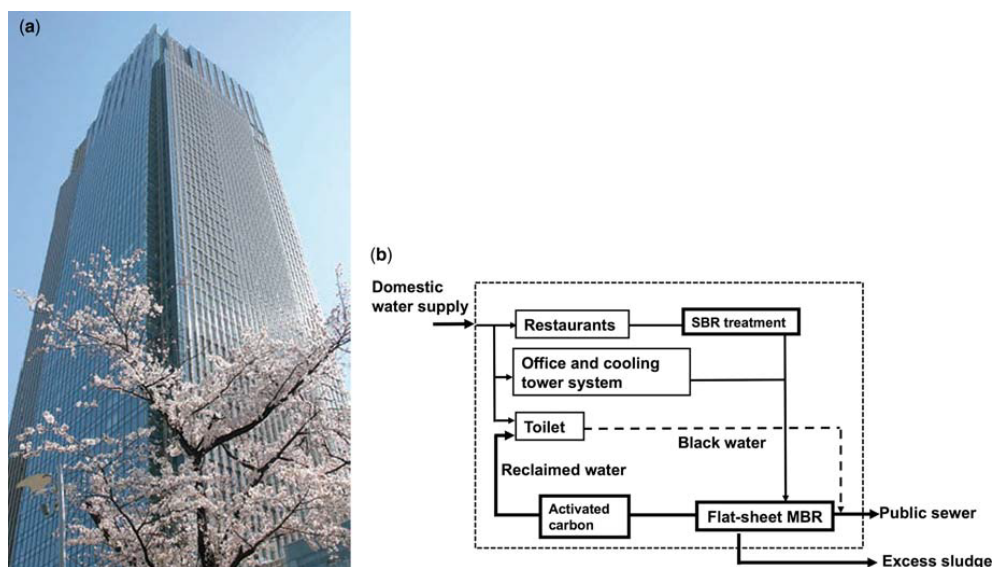 (a)
(b)
Domestic
water supply
Restaurants
SBR treatment
Office and cooling
tower system
Toilet
Black water
Reclaimed water
Activated
carbon
Flat-sheet MBR
Public sewer
Excess sludge